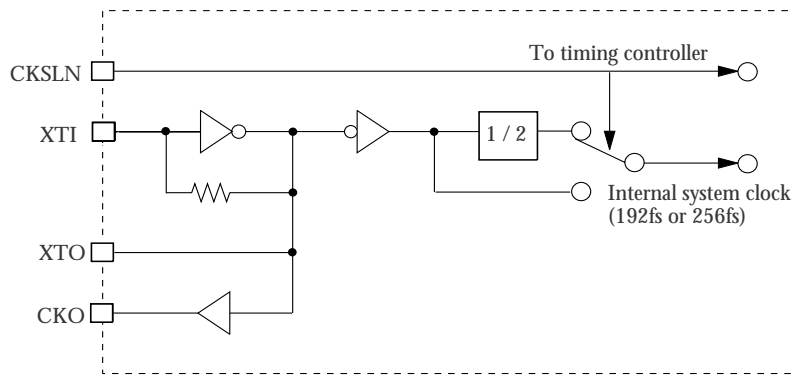 To timing controller
CKSLN
XTI
1 / 2
Internal system clock
(192fs or 256fs)
XTO
CKO